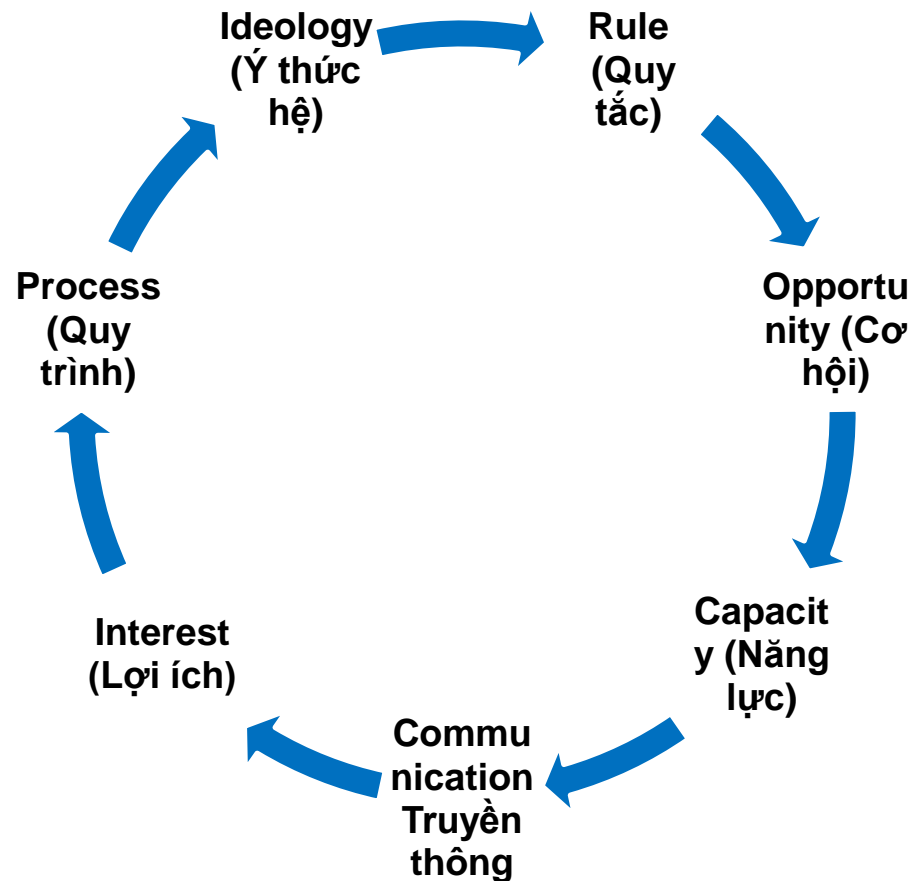 Ideology
(Ý thức
hệ)
Rule
(Quy
tắc)
Opportu
nity (Cơ
hội)
Capacit
y (Năng
lực)
Commu
nication
Truyền
thông
Interest
(Lợi ích)
Process
(Quy
trình)